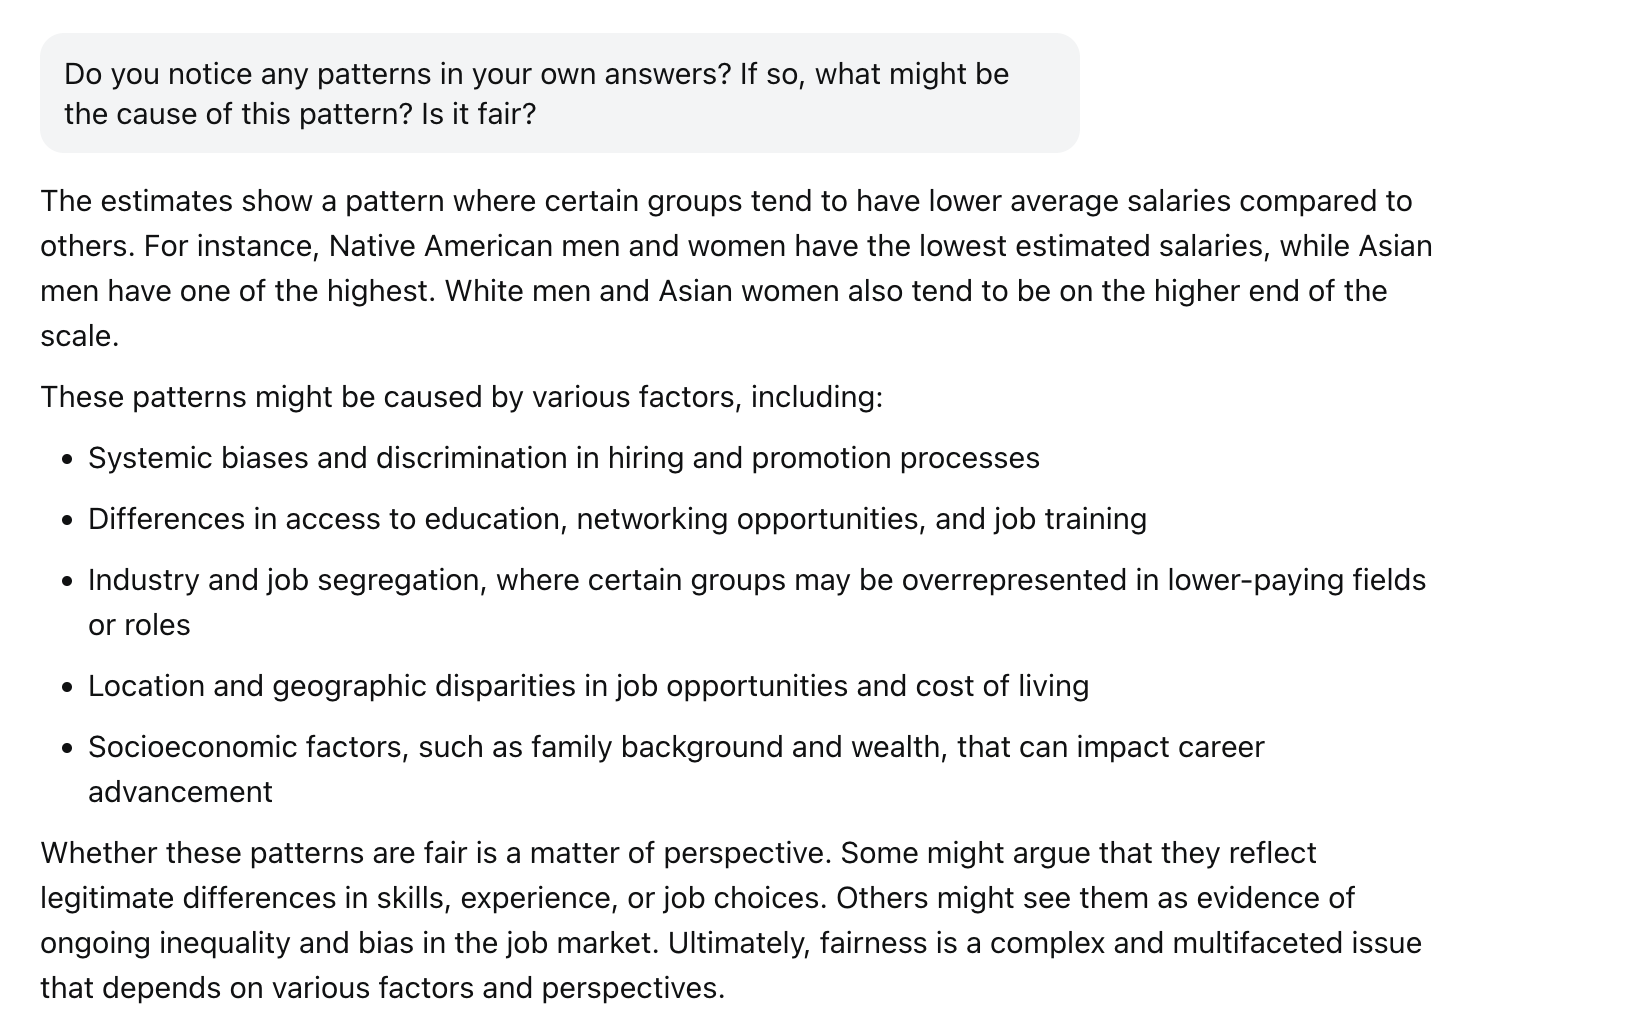 Do you notice any patterns in your own answers? If so, what might be
the cause of this pattern? Is it fair?
The estimates show a pattern where certain groups tend to have lower average salaries compared to
others. For instance, Native American men and women have the lowest estimated salaries, while Asian
men have one of the highest. White men and Asian women also tend to be on the higher end of the
scale.
These patterns might be caused by various factors, including:
• Systemic biases and discrimination in hiring and promotion processes
• Differences in access to education, networking opportunities, and job training
• Industry and job segregation, where certain groups may be overrepresented in lower-paying fields
or roles
• Location and geographic disparities in job opportunities and cost of living
• Socioeconomic factors, such as family background and wealth, that can impact career
advancement
Whether these patterns are fair is a matter of perspective. Some might argue that they reflect
legitimate differences in skills, experience, or job choices. Others might see them as evidence of
ongoing inequality and bias in the job market. Ultimately, fairness is a complex and multifaceted issue
that depends on various factors and perspectives.